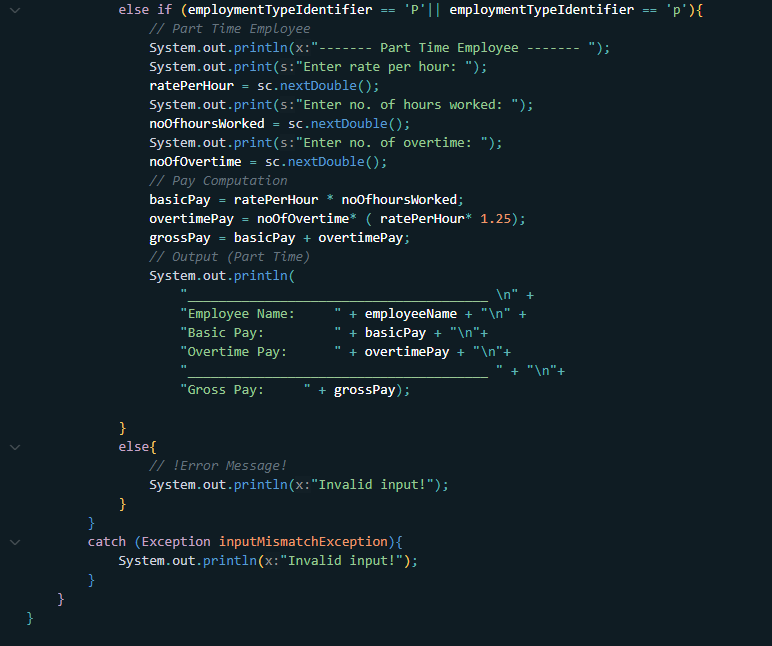 else if (employmentTypeIdentifier == 'P'|| employmentTypeIdentifier == 'p'){
// Part Time Employee
System.out.println(x:"------- Part Time Employee ------- ");
System.out.print(s:"Enter rate per hour: ");
ratePerHour = sc.nextDouble();
System.out.print(s:"Enter no. of hours worked: ");
noOfhoursWorked = sc.nextDouble();
System.out.print(s:"Enter no. of overtime: ");
noOfOvertime = sc.nextDouble();
// Pay Computation
basicPay = ratePerHour * noOfhoursWorked;
overtimePay = noOfOvertime* ( ratePerHour* 1.25);
grossPay = basicPay + overtimePay;
// Output (Part Time)
System.out.println(
"_______________________________________ \n" +
"Employee Name:     " + employeeName + "\n" +
"Basic Pay:         " + basicPay + "\n"+
"Overtime Pay:      " + overtimePay + "\n"+
"_______________________________________ " + "\n"+
"Gross Pay:     " + grossPay);
}
else{
// !Error Message!
System.out.println(x:"Invalid input!");
}
}
catch (Exception inputMismatchException){
System.out.println(x:"Invalid input!");
}
}
}